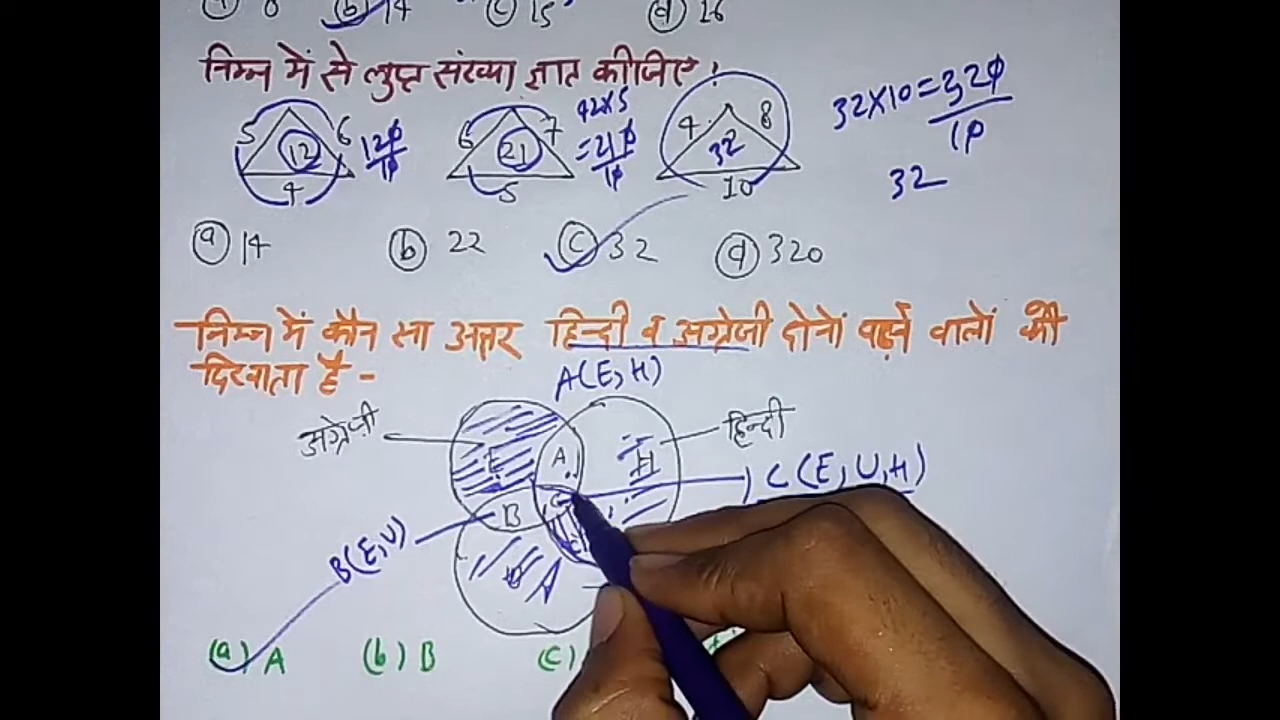 (b) 14 (c) 15 (d) 16
निम्न में से लुप्त संख्या ज्ञात कीजिए।
5 6 12 4 120/10
6 7 21 5 42×5 =210/10
4 8 32 10
32×10=320/10
32
(a) 14 (b) 22 (c) 32 (d) 320
निम्न में कौन सा अक्षर हिन्दी व अंग्रेजी दोनों पढ़ने वालों को
दिखाता है -
A(E,H)
अंग्रेजी हिन्दी
E A H
C(E,U,H)
B C
B(E,U)
(a) A (b) B (c)